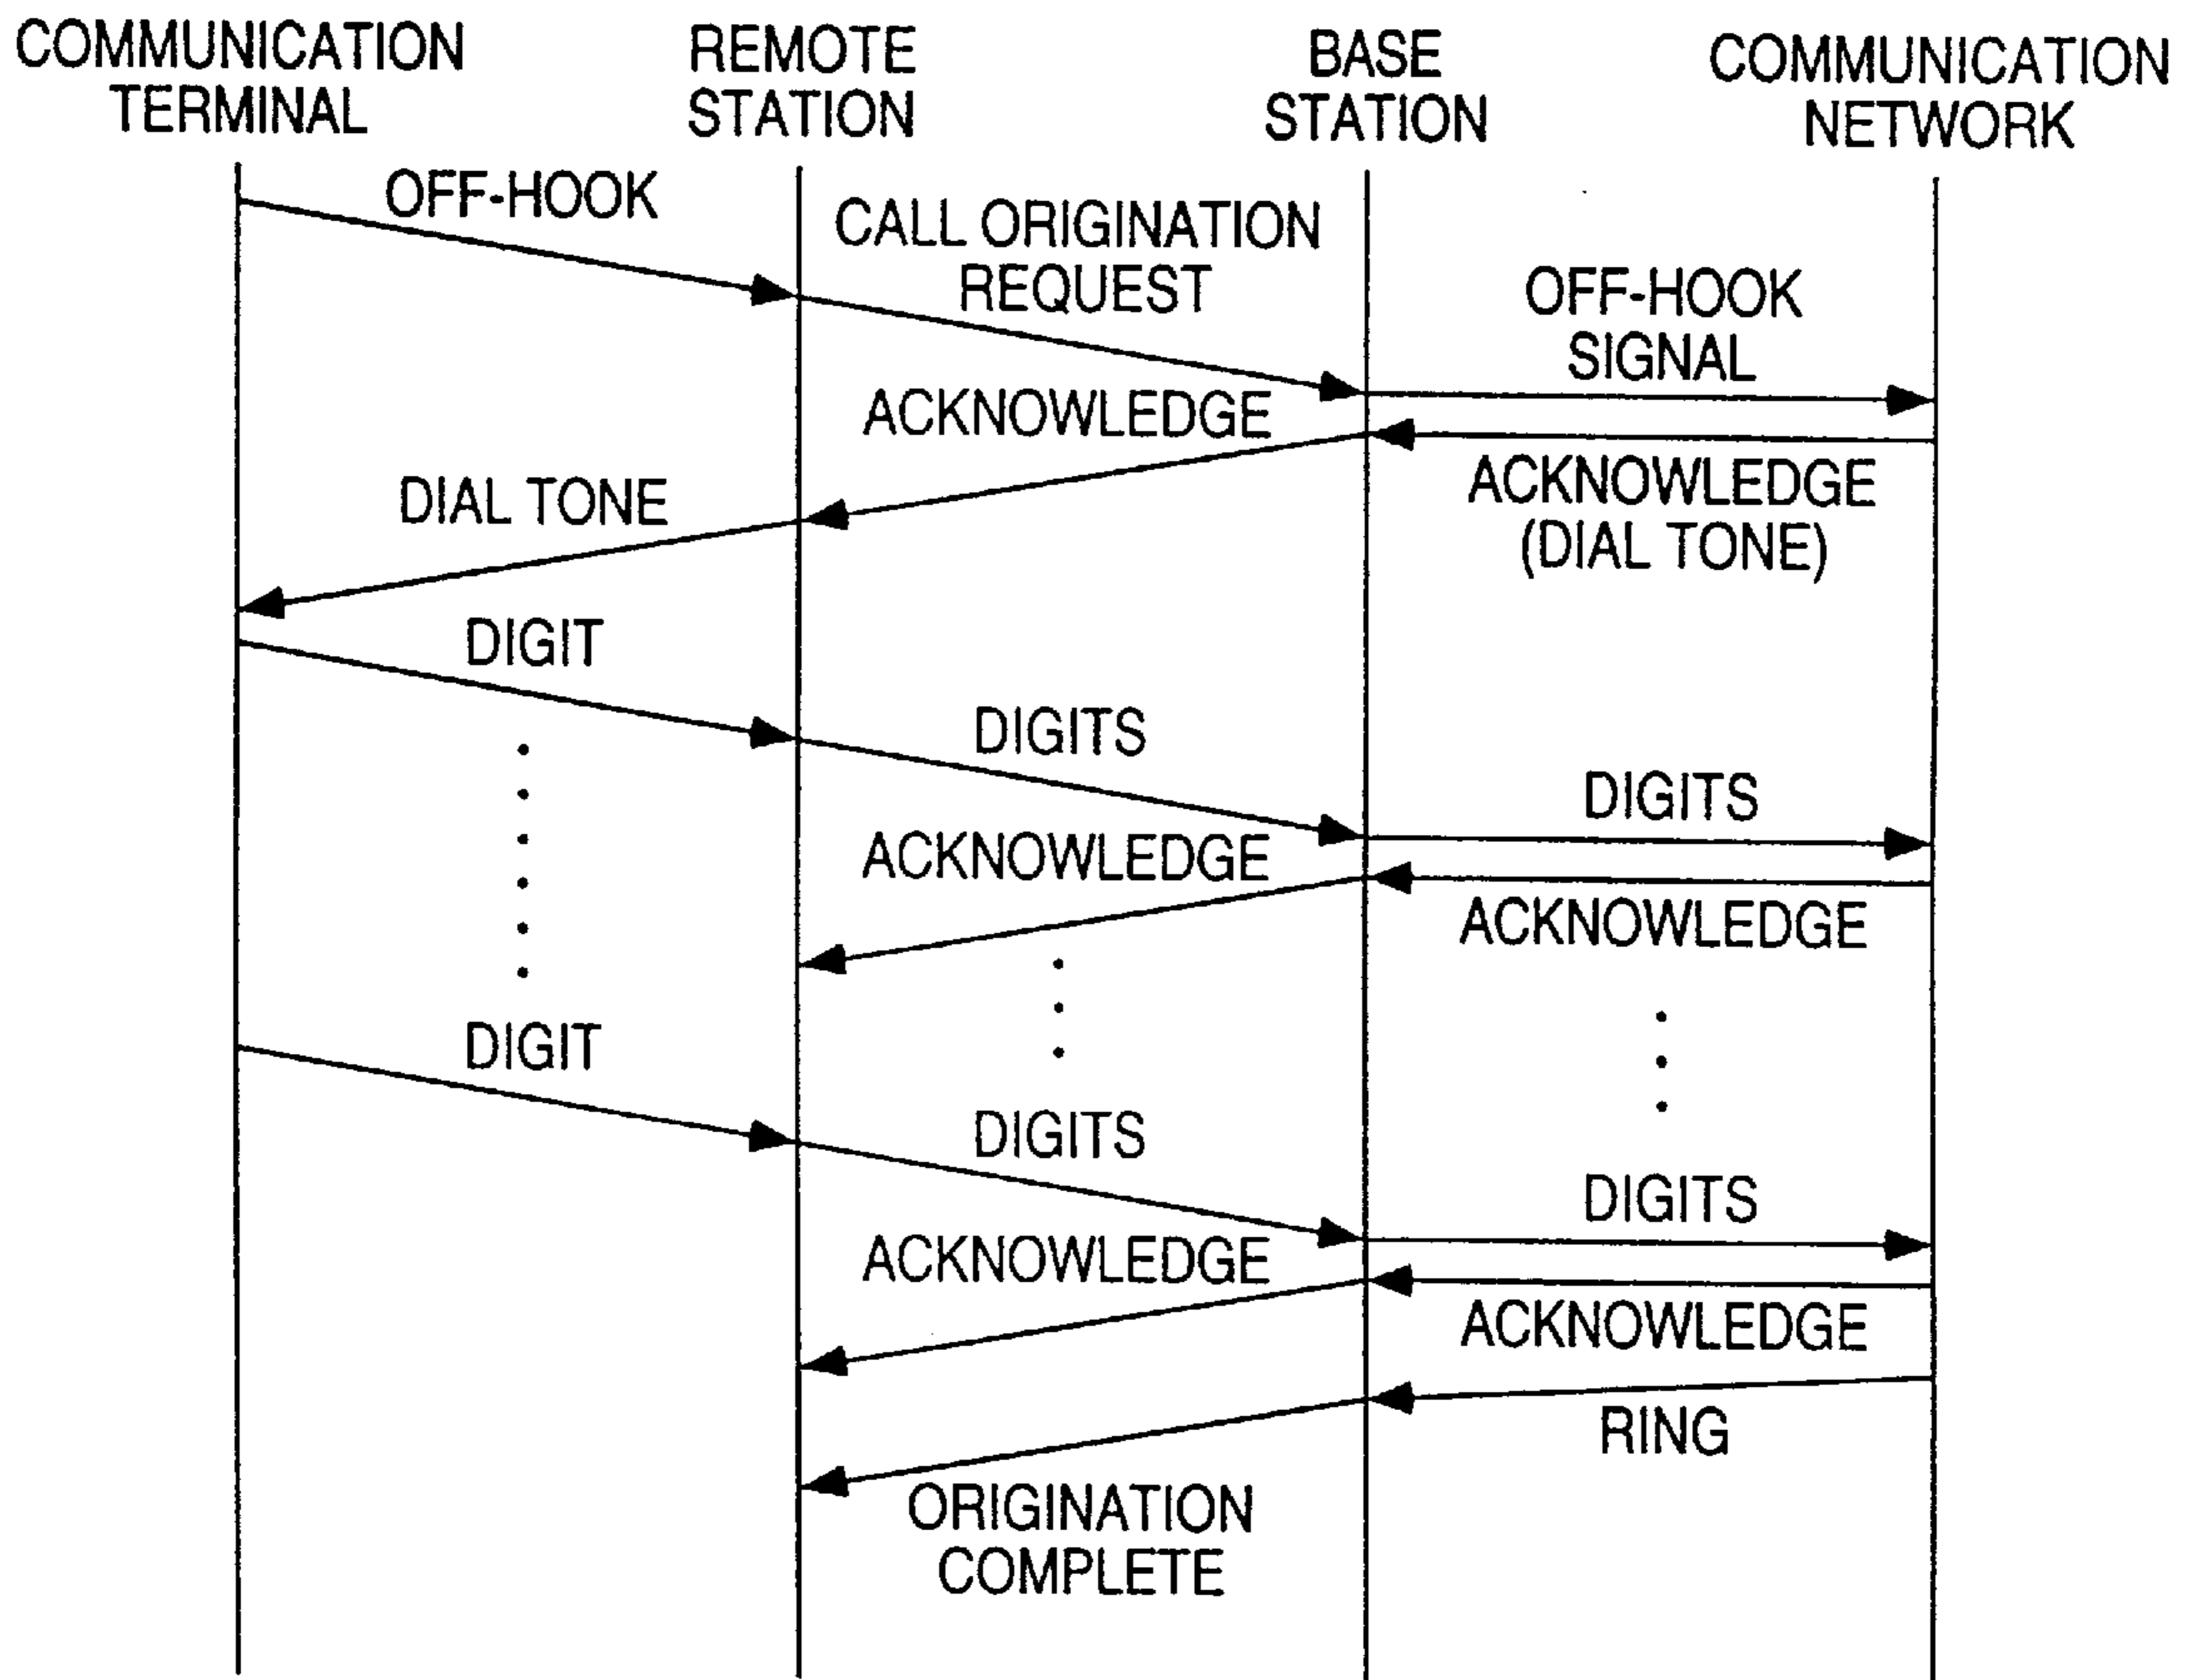 COMMUNICATION
TERMINAL
REMOTE
STATION
BASE
STATION
COMMUNICATION
NETWORK
OFF-HOOK
CALL ORIGINATION
REQUEST
OFF-HOOK
SIGNAL
ACKNOWLEDGE
ACKNOWLEDGE
(DIAL TONE)
DIAL TONE
DIGIT
DIGITS
DIGITS
ACKNOWLEDGE
ACKNOWLEDGE
DIGIT
DIGITS
DIGITS
ACKNOWLEDGE
ACKNOWLEDGE
RING
ORIGINATION
COMPLETE